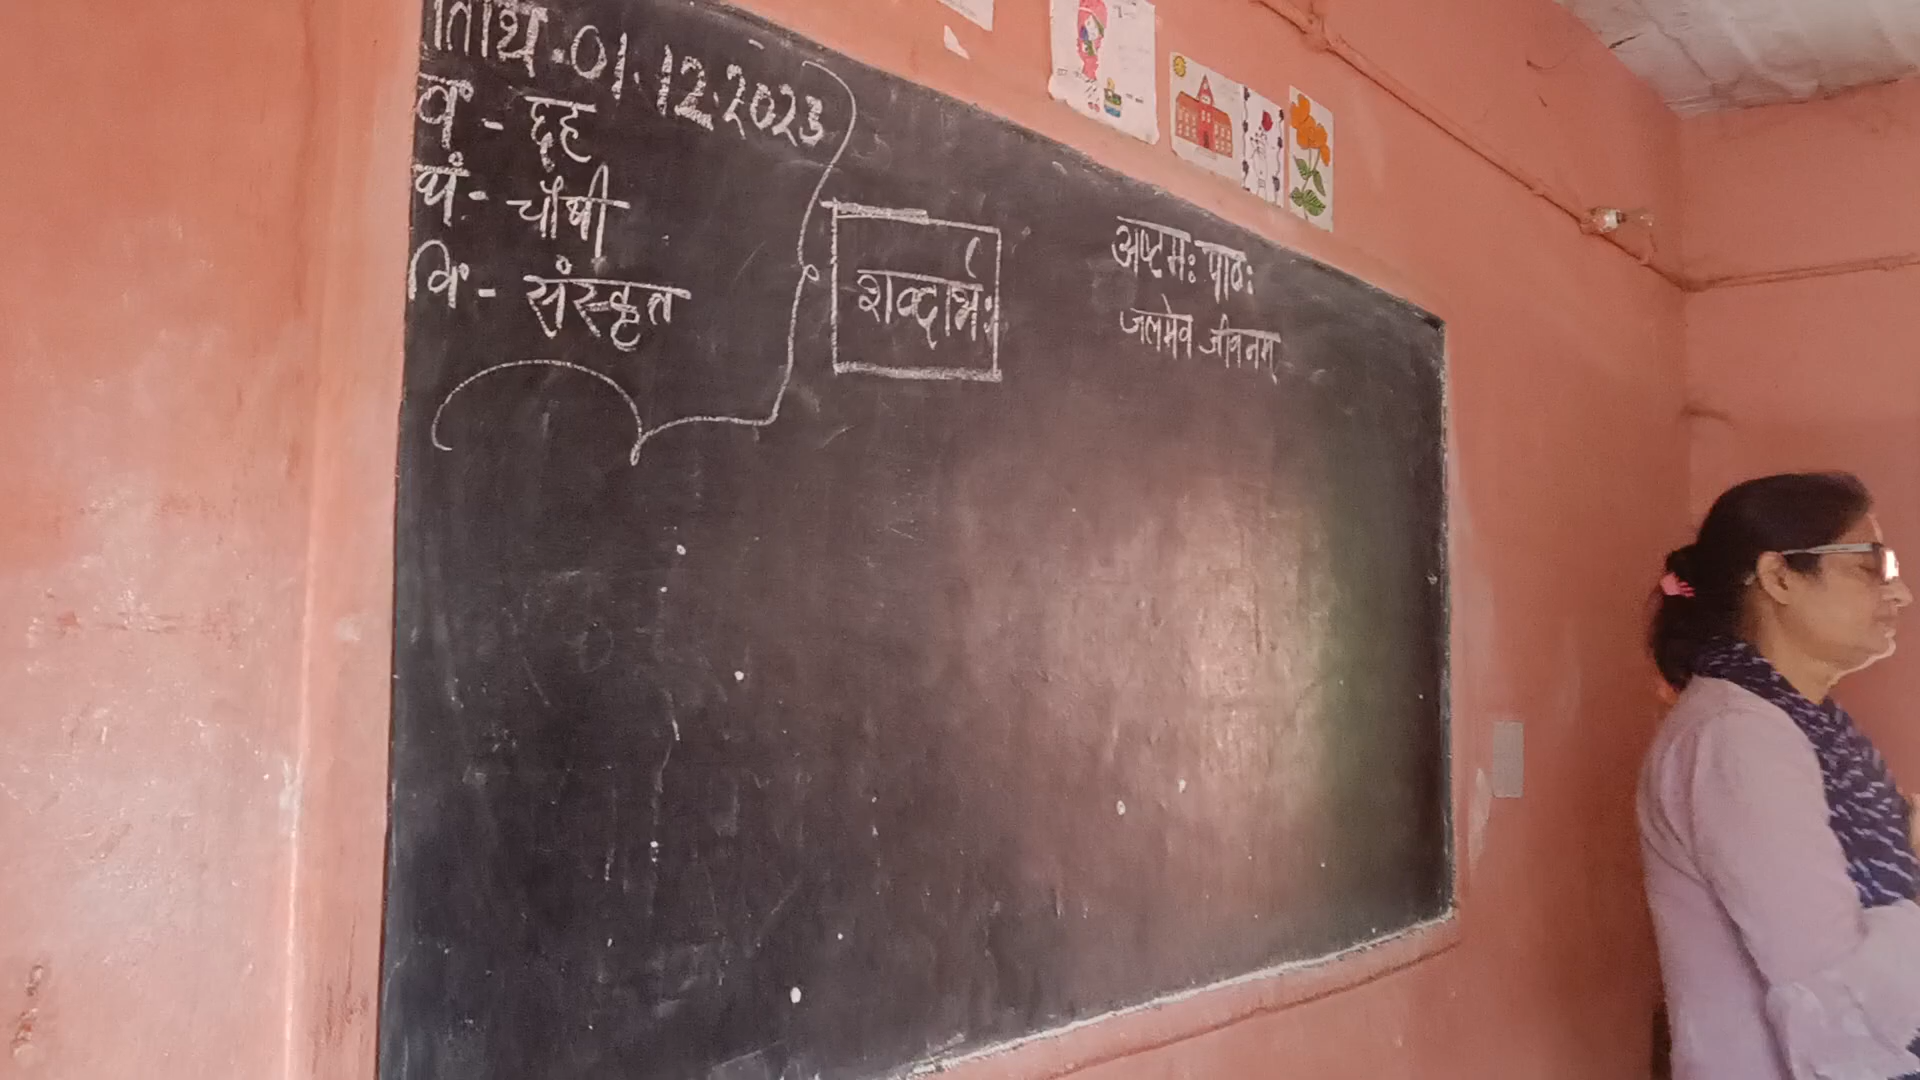 तिथि - 01.12.2023
व॰ - छह
घं॰ - चौथी
वि॰ - संस्कृत
शब्दार्थः
अष्टमः पाठः
जलमेव जीवनम्